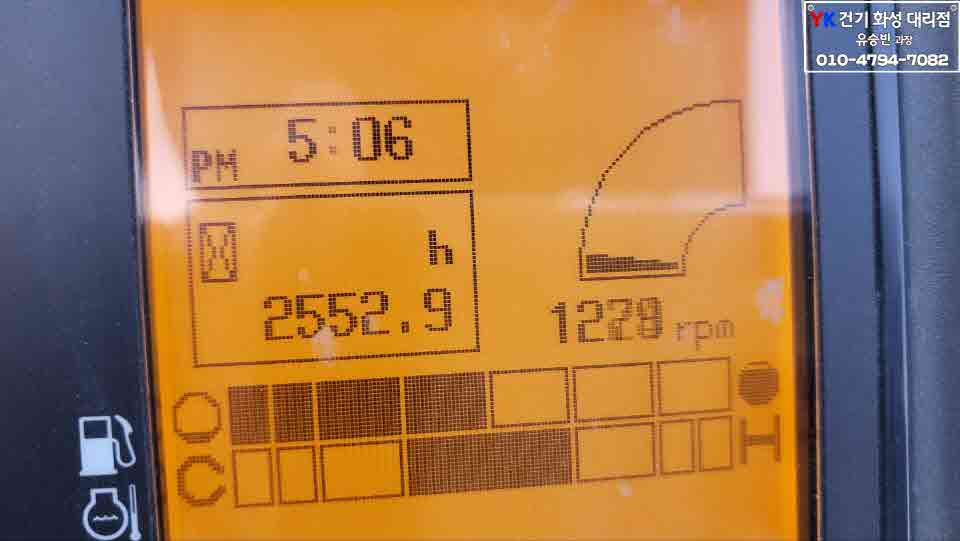 YK 건기 화성 대리점
유승빈 과장
010-4794-7082
PM 5:06
h
2552.9
rpm
C H